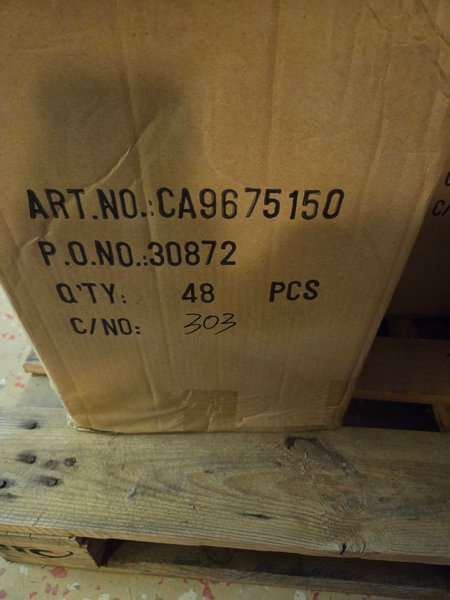 ART.NO.:CA9675150
P.O.NO.:30872
Q'TY: 48 PCS
C/NO: 303